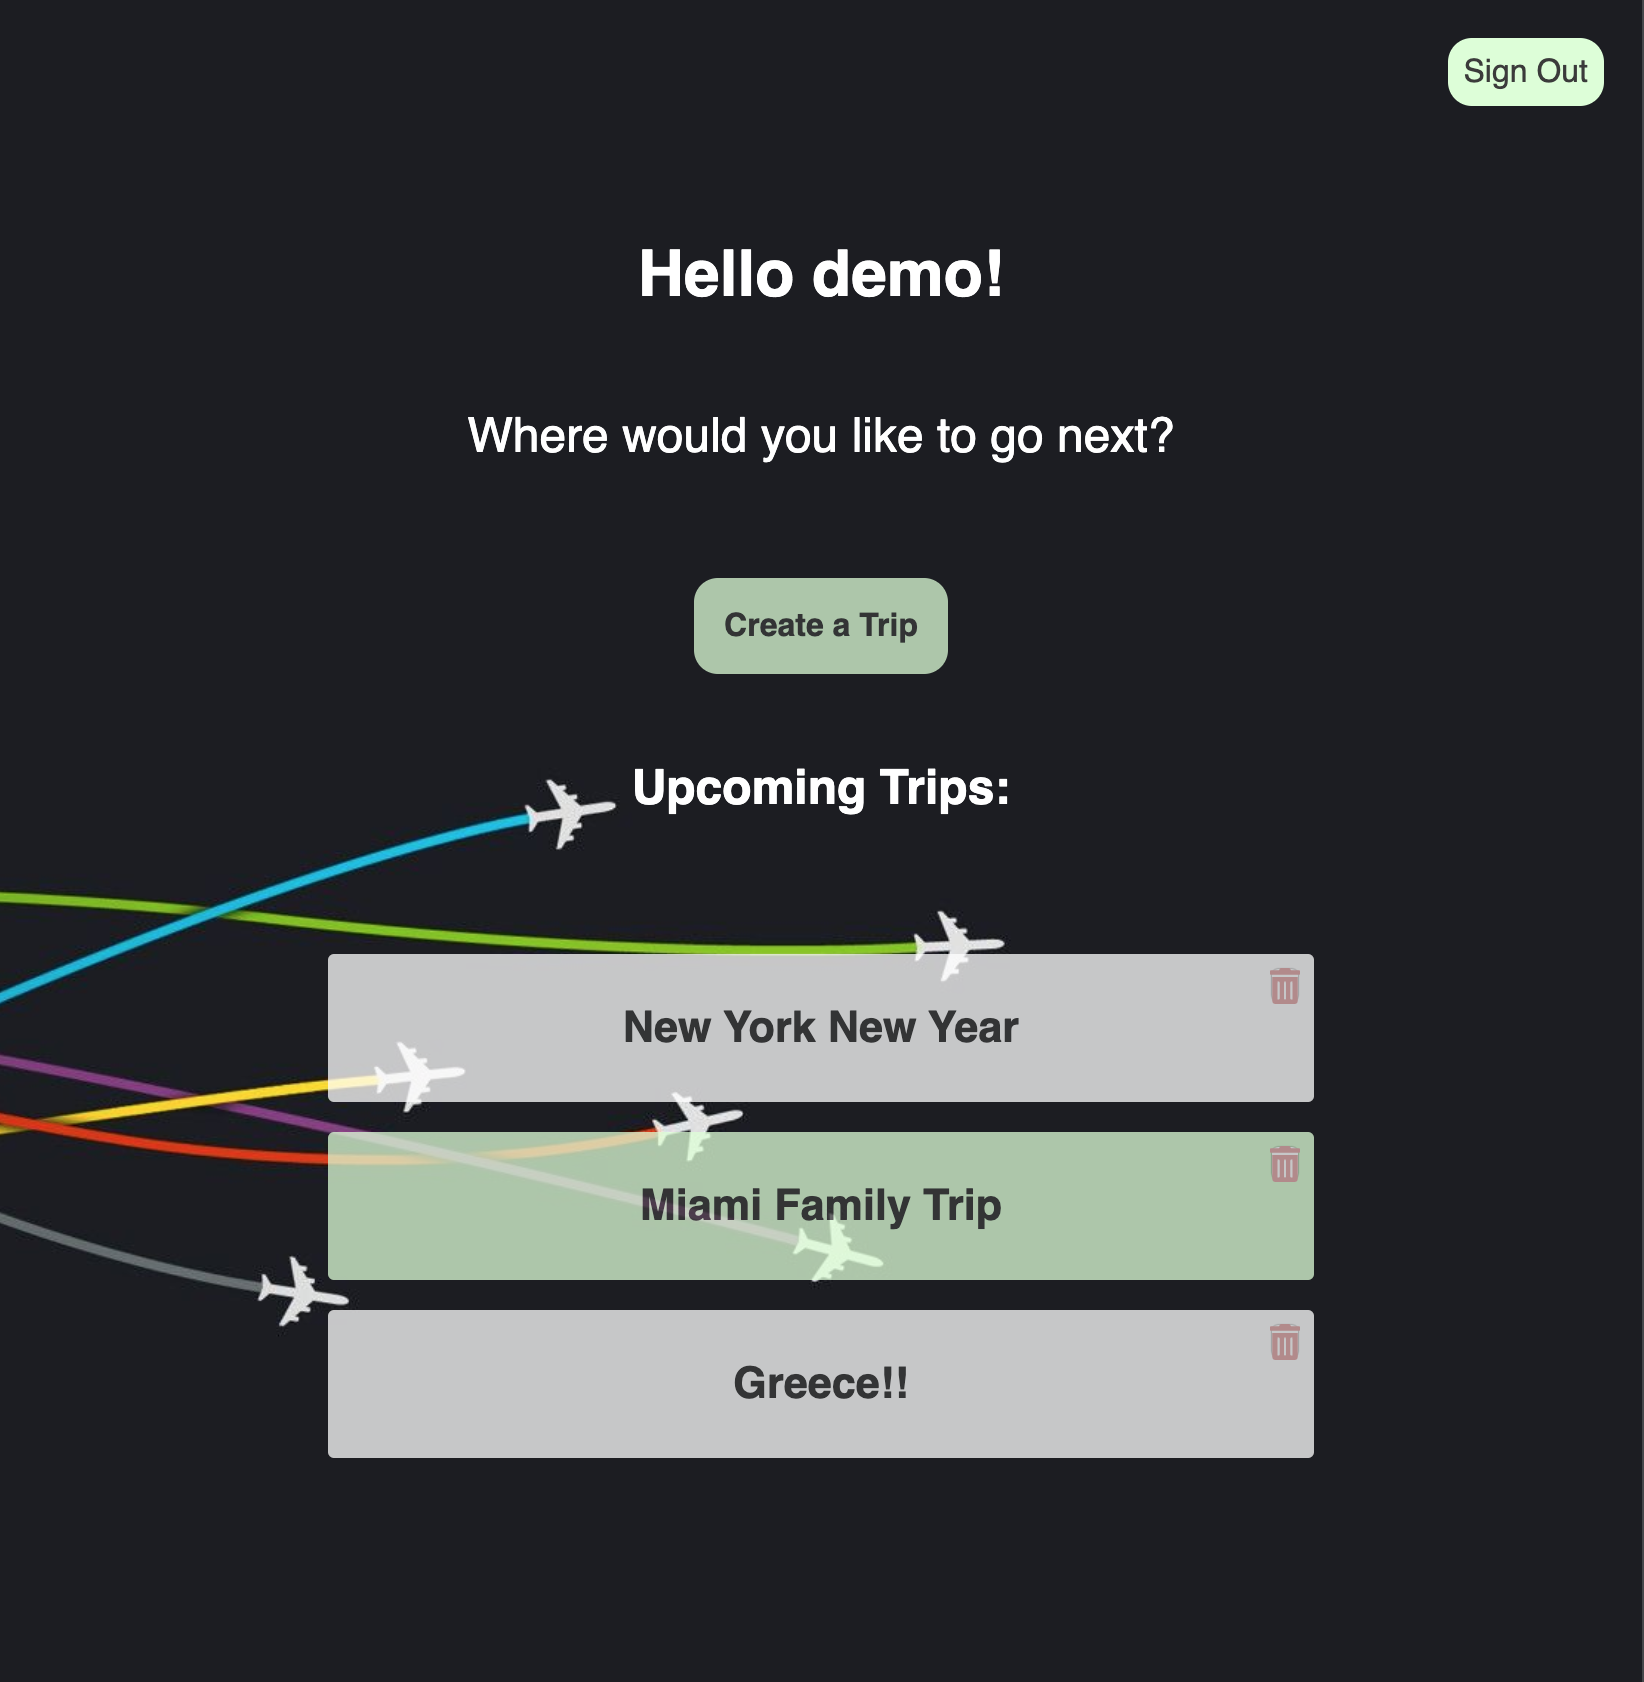 Sign Out
Hello demo!
Where would you like to go next?
Create a Trip
Upcoming Trips:
New York New Year
Miami Family Trip
Greece!!